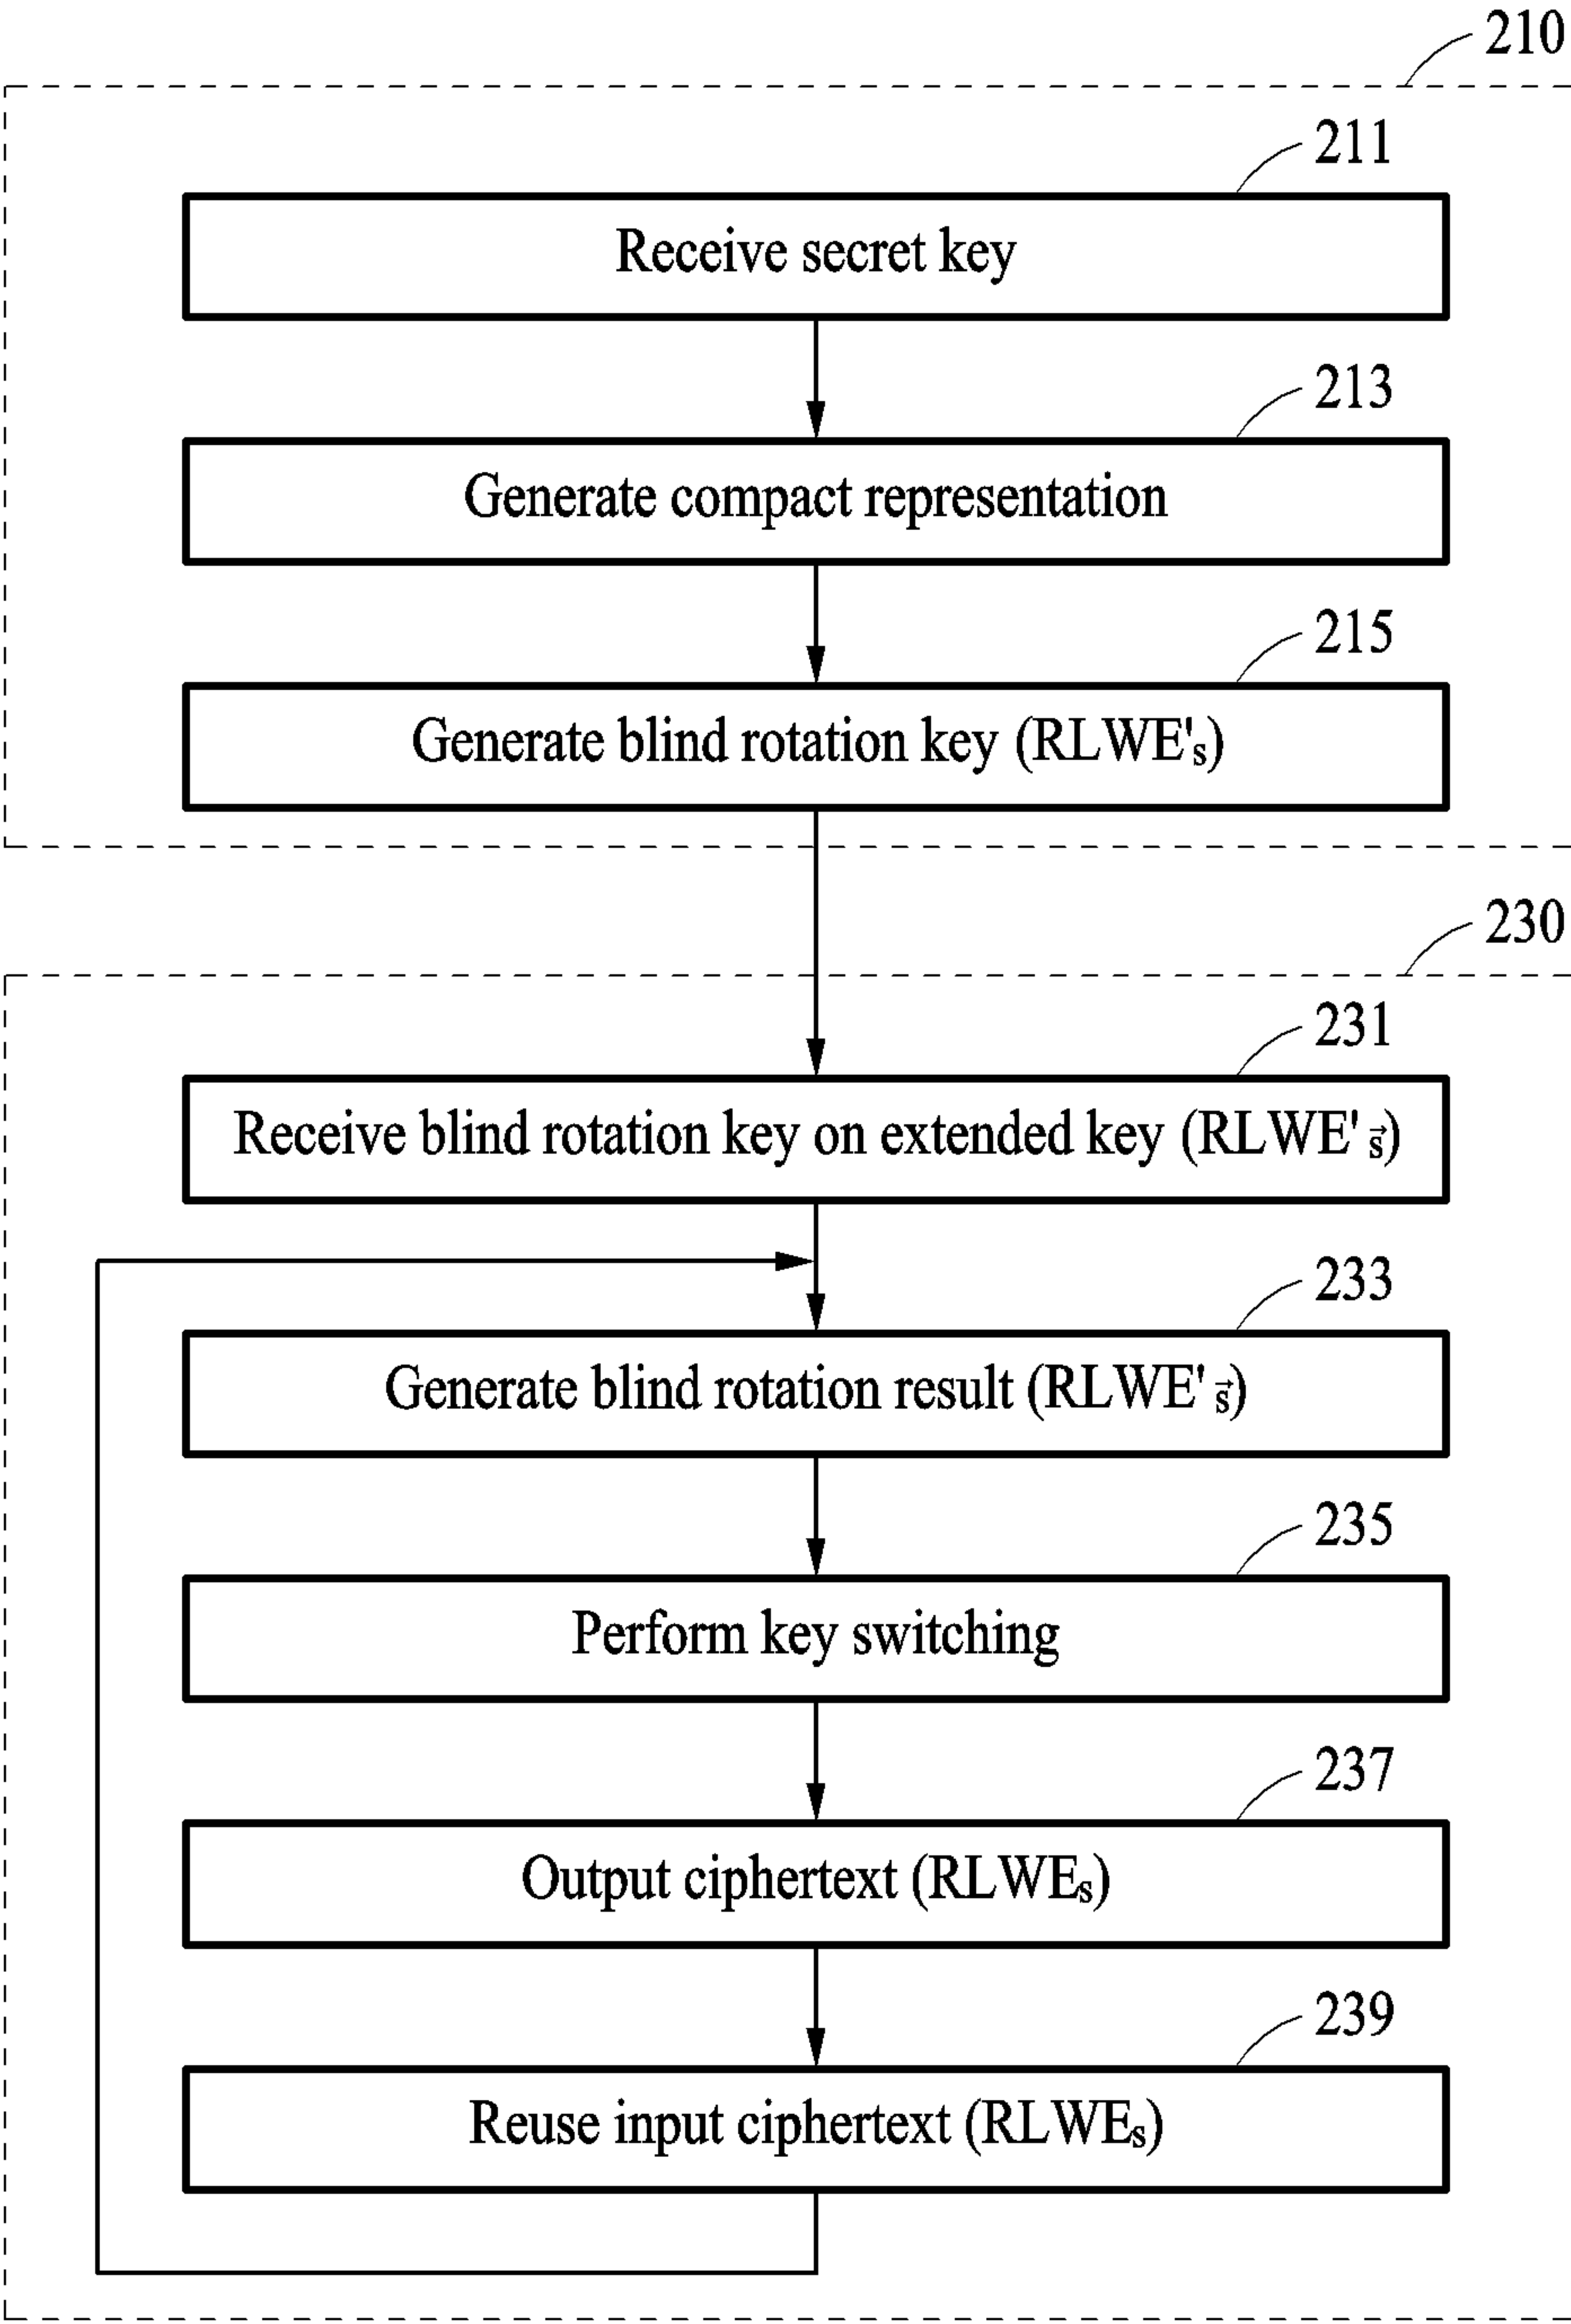 210
211
Receive secret key
213
Generate compact representation
215
Generate blind rotation key (RLWE'ₛ)
230
231
Receive blind rotation key on extended key (RLWE' s⃗)
233
Generate blind rotation result (RLWE' s⃗)
235
Perform key switching
237
Output ciphertext (RLWEₛ)
239
Reuse input ciphertext (RLWEₛ)